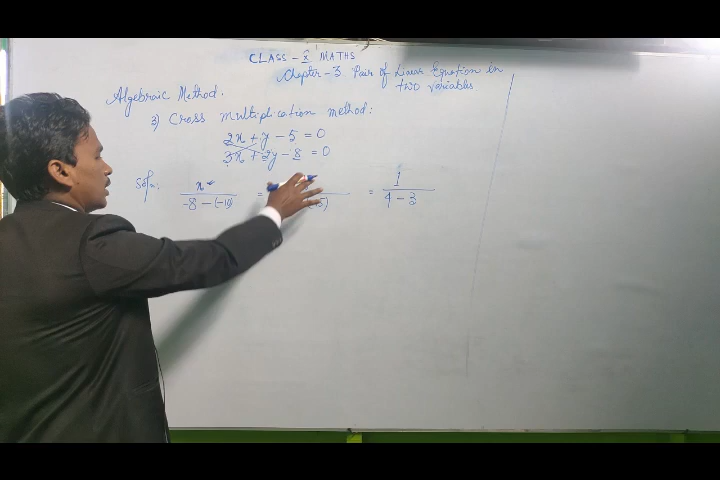 CLASS - X MATHS
Chapter - 3 Pair of Linear Equation in
two variables
Algebraic Method.
3) Cross multiplication method:
2x + y - 5 = 0
3x + 2y - 8 = 0
Soln: x/-8-(-10) = = 1/4-3